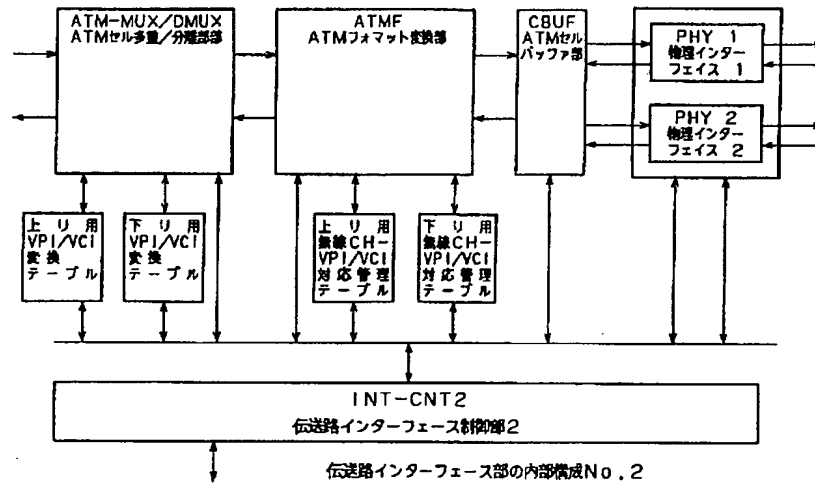 ATM-MUX/DMUX
ATMセル多重/分離部部
ATMF
ATMフォマット変換部
CBUF
ATMセル
バッファ部
PHY 1
物理インター
フェイス 1
PHY 2
物理インター
フェイス 2
上り用
VPI/VCI
変換
テーブル
下り用
VPI/VCI
変換
テーブル
上り用
無線CH-
VPI/VCI
対応管理
テーブル
下り用
無線CH-
VPI/VCI
対応管理
テーブル
INT-CNT2
伝送路インターフェース制御部2
伝送路インターフェース部の内部構成No.2